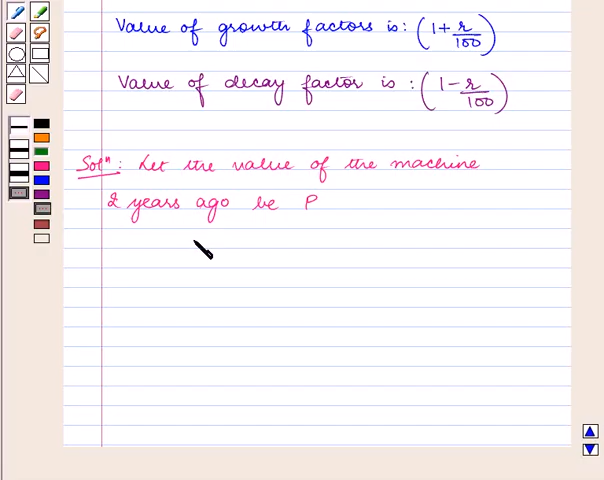 Value of growth factors is: (1+r/100)
Value of decay factor is: (1-r/100)
Solⁿ: Let the value of the machine
2 years ago be P